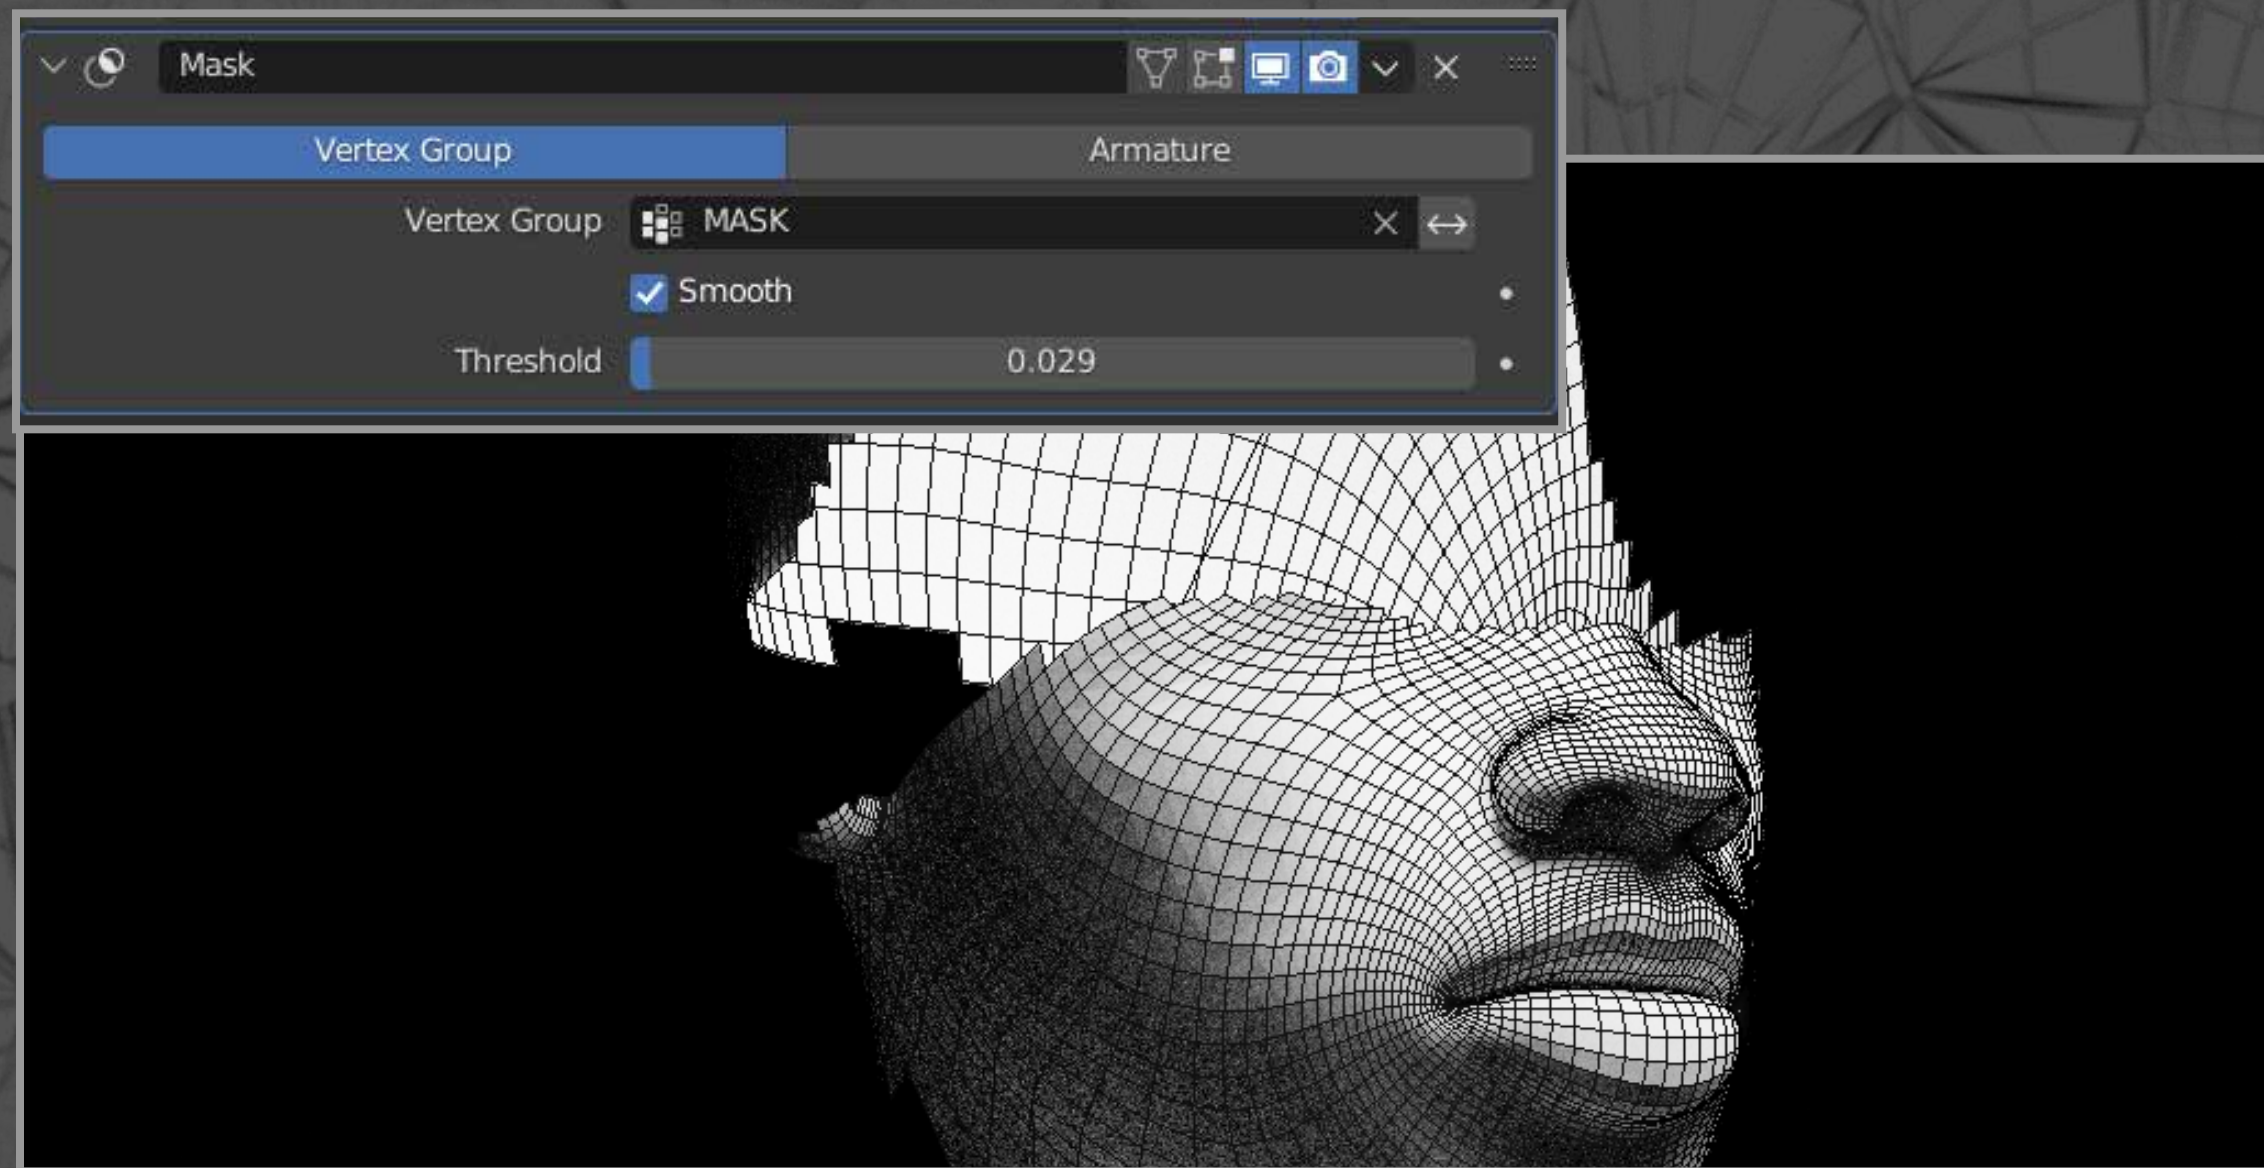 Mask
Vertex Group Armature
Vertex Group MASK
Smooth
Threshold 0.029